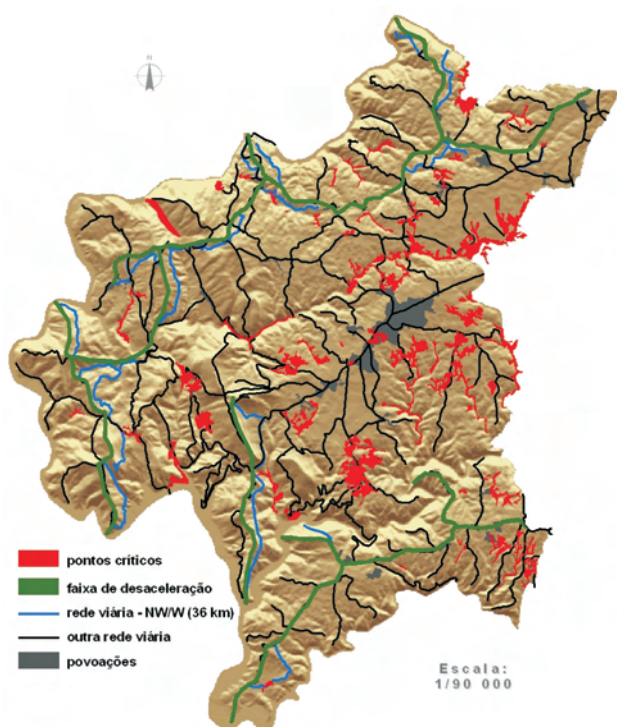 N
pontos críticos
faixa de desaceleração
rede viária - NW/W (36 km)
outra rede viária
povoações
Escala:
1/90 000